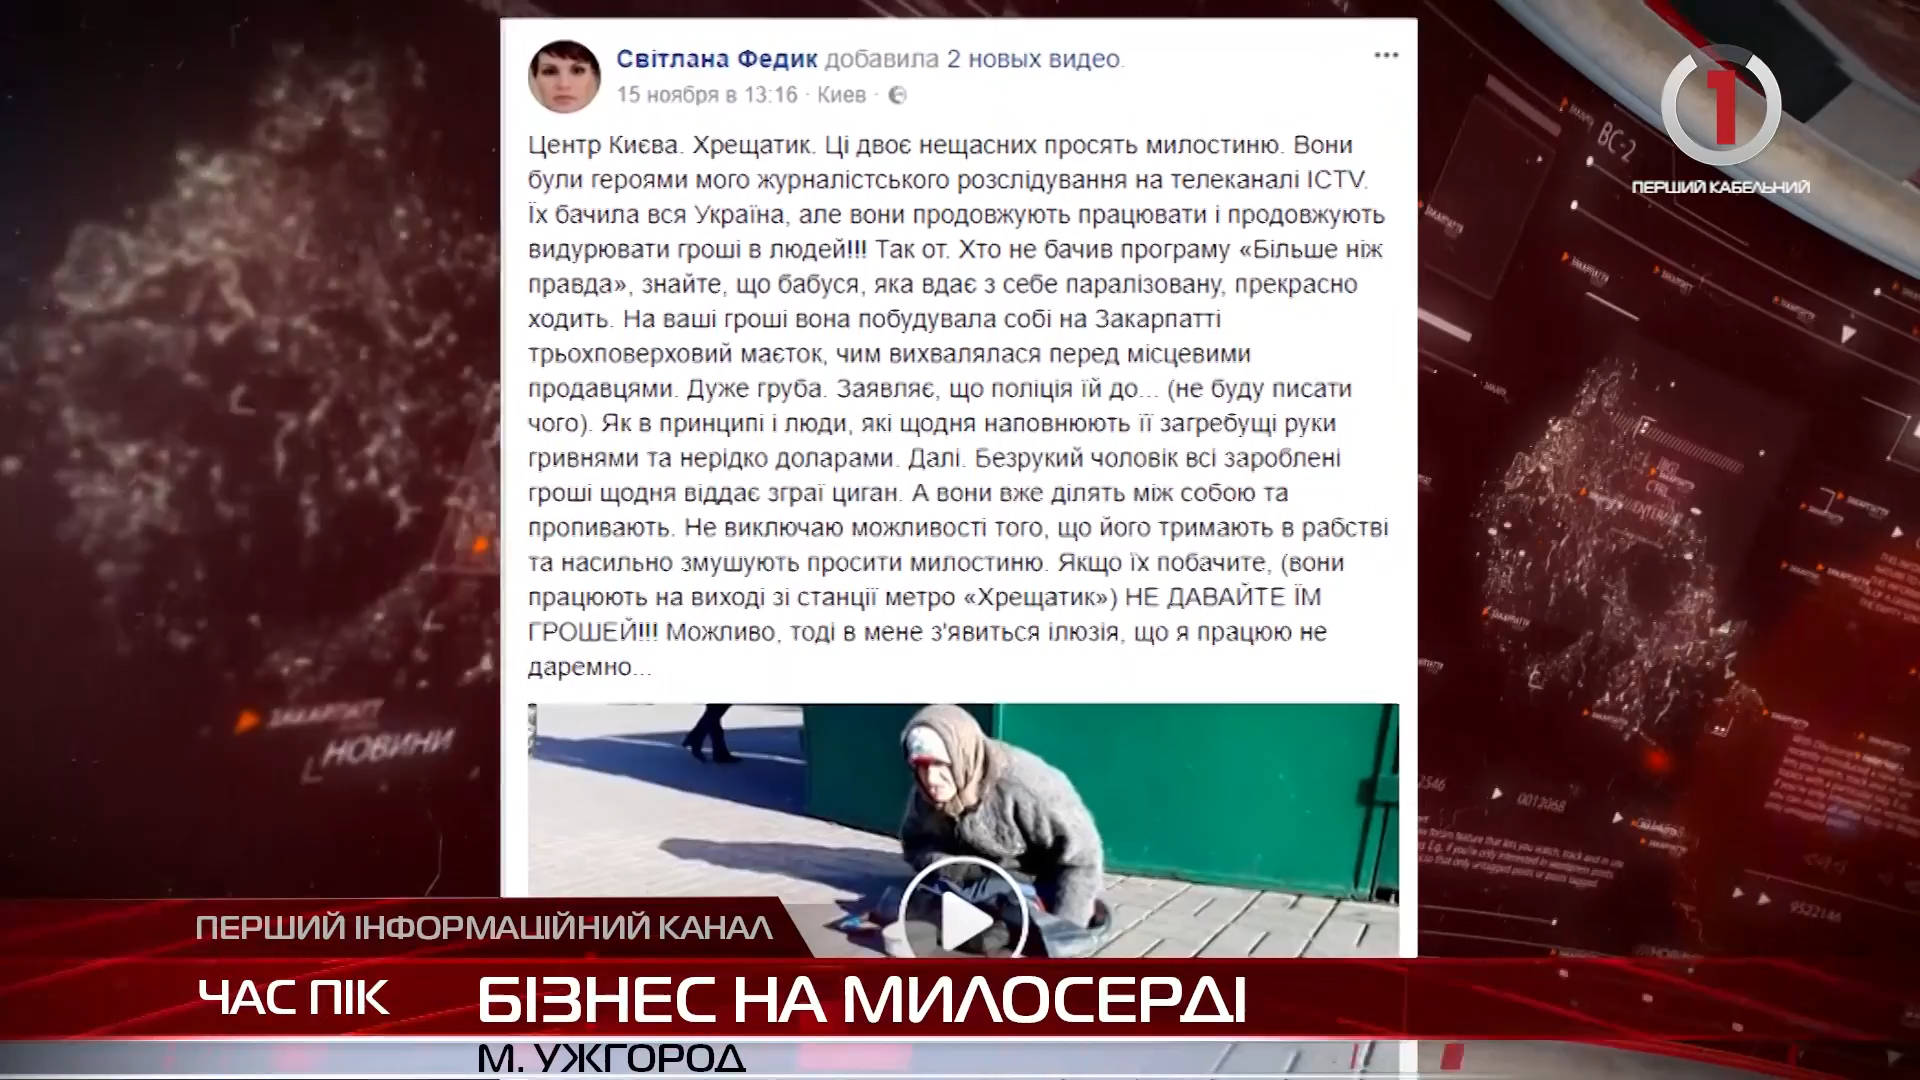 Світлана Федик добавила 2 новых видео.
15 ноября в 13:16 · Киев ·
Центр Києва. Хрещатик. Ці двоє нещасних просять милостиню. Вони
були героями мого журналістського розслідування на телеканалі ICTV.
Їх бачила вся Україна, але вони продовжують працювати і продовжують
видурювати гроші в людей!!! Так от. Хто не бачив програму «Більше ніж
правда», знайте, що бабуся, яка вдає з себе паралізовану, прекрасно
ходить. На ваші гроші вона побудувала собі на Закарпатті
трьохповерховий маєток, чим вихвалялася перед місцевими
продавцями. Дуже груба. Заявляє, що поліція їй до... (не буду писати
чого). Як в принципі і люди, які щодня наповнюють її загребущі руки
гривнями та нерідко доларами. Далі. Безрукий чоловік всі зароблені
гроші щодня віддає зграї циган. А вони вже ділять між собою та
пропивають. Не виключаю можливості того, що його тримають в рабстві
та насильно змушують просити милостиню. Якщо їх побачите, (вони
працюють на виході зі станції метро «Хрещатик») НЕ ДАВАЙТЕ ЇМ
ГРОШЕЙ!!! Можливо, тоді в мене з'явиться ілюзія, що я працюю не
даремно...
1
ПЕРШИЙ КАБЕЛЬНИЙ
ВС-2
ЗАКАРПАТТЯ
НОВИНИ
0012068
9522146
ПЕРШИЙ ІНФОРМАЦІЙНИЙ КАНАЛ
ЧАС ПІК
БІЗНЕС НА МИЛОСЕРДІ
М. УЖГОРОД